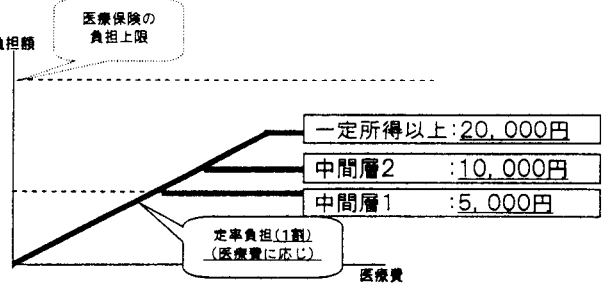 医療保険の
負担上限
負担額
一定所得以上:20,000円
中間層2 :10,000円
中間層1 :5,000円
定率負担(1割)
(医療費に応じ)
医療費